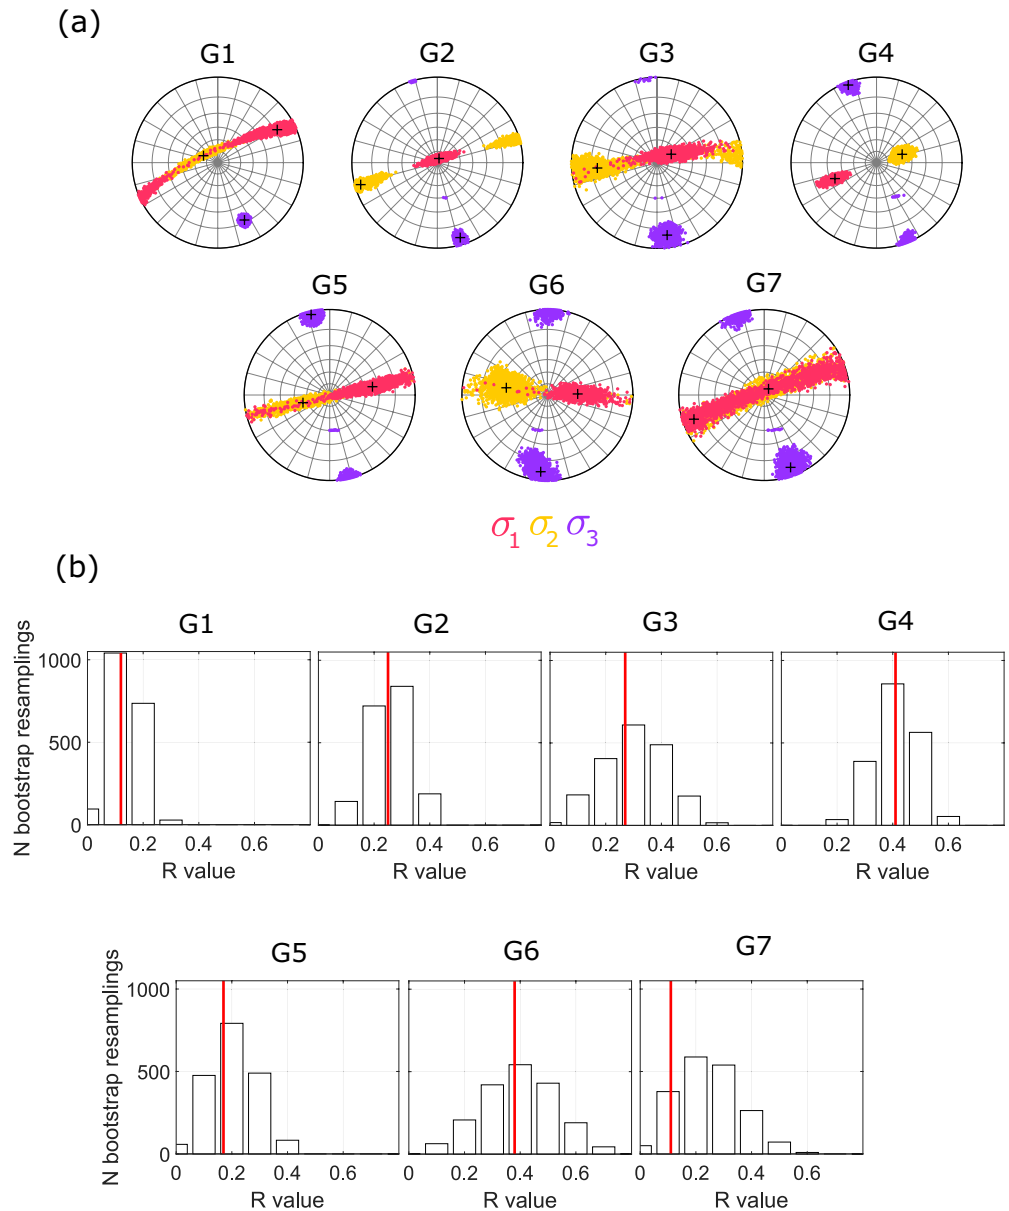 (a)
G1 G2 G3 G4
G5 G6 G7
σ1 σ2 σ3
(b)
G1 G2 G3 G4
N bootstrap resamplings
1000
500
0
0 0.2 0.4 0.6 0 0.2 0.4 0.6 0 0.2 0.4 0.6 0 0.2 0.4 0.6
R value R value R value R value
G5 G6 G7
N bootstrap resamplings
1000
500
0
0 0.2 0.4 0.6 0 0.2 0.4 0.6 0 0.2 0.4 0.6
R value R value R value